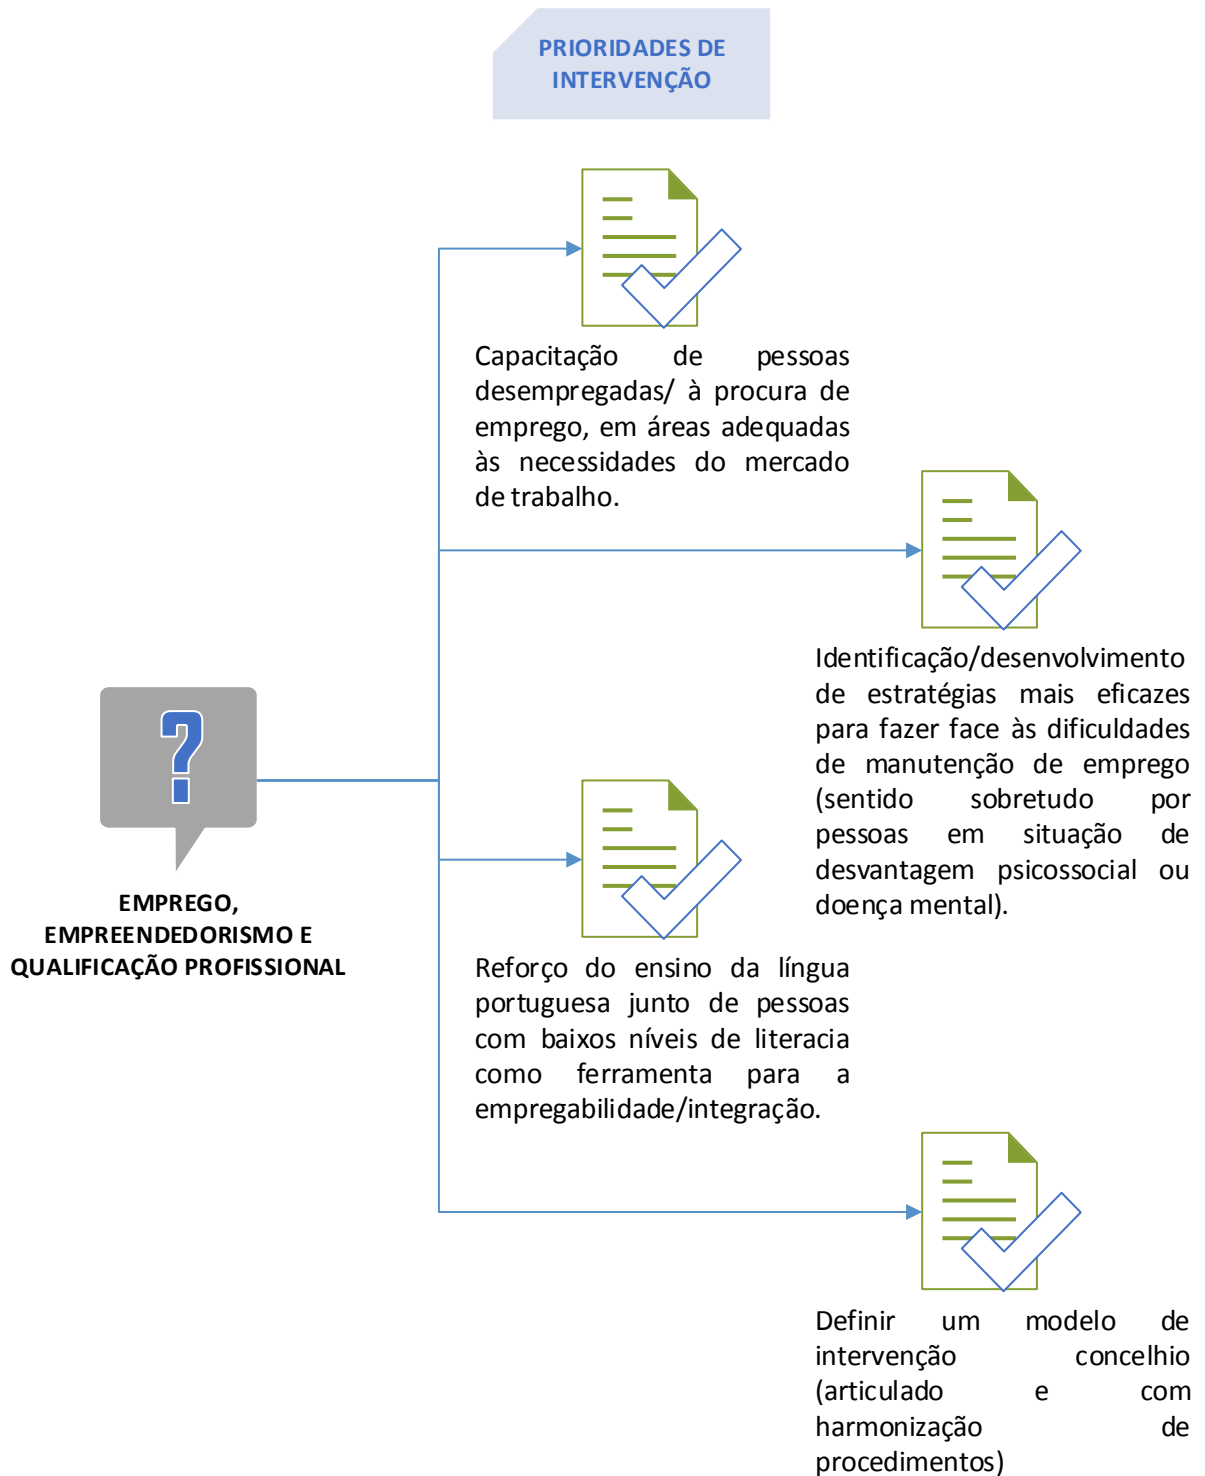 PRIORIDADES DE
INTERVENÇÃO
Capacitação de pessoas
desempregadas/ à procura de
emprego, em áreas adequadas
às necessidades do mercado
de trabalho.
Identificação/desenvolvimento
de estratégias mais eficazes
para fazer face às dificuldades
de manutenção de emprego
(sentido sobretudo por
pessoas em situação de
desvantagem psicossocial ou
doença mental).
?
EMPREGO,
EMPREENDEDORISMO E
QUALIFICAÇÃO PROFISSIONAL
Reforço do ensino da língua
portuguesa junto de pessoas
com baixos níveis de literacia
como ferramenta para a
empregabilidade/integração.
Definir um modelo de
intervenção concelhio
(articulado e com
harmonização de
procedimentos)